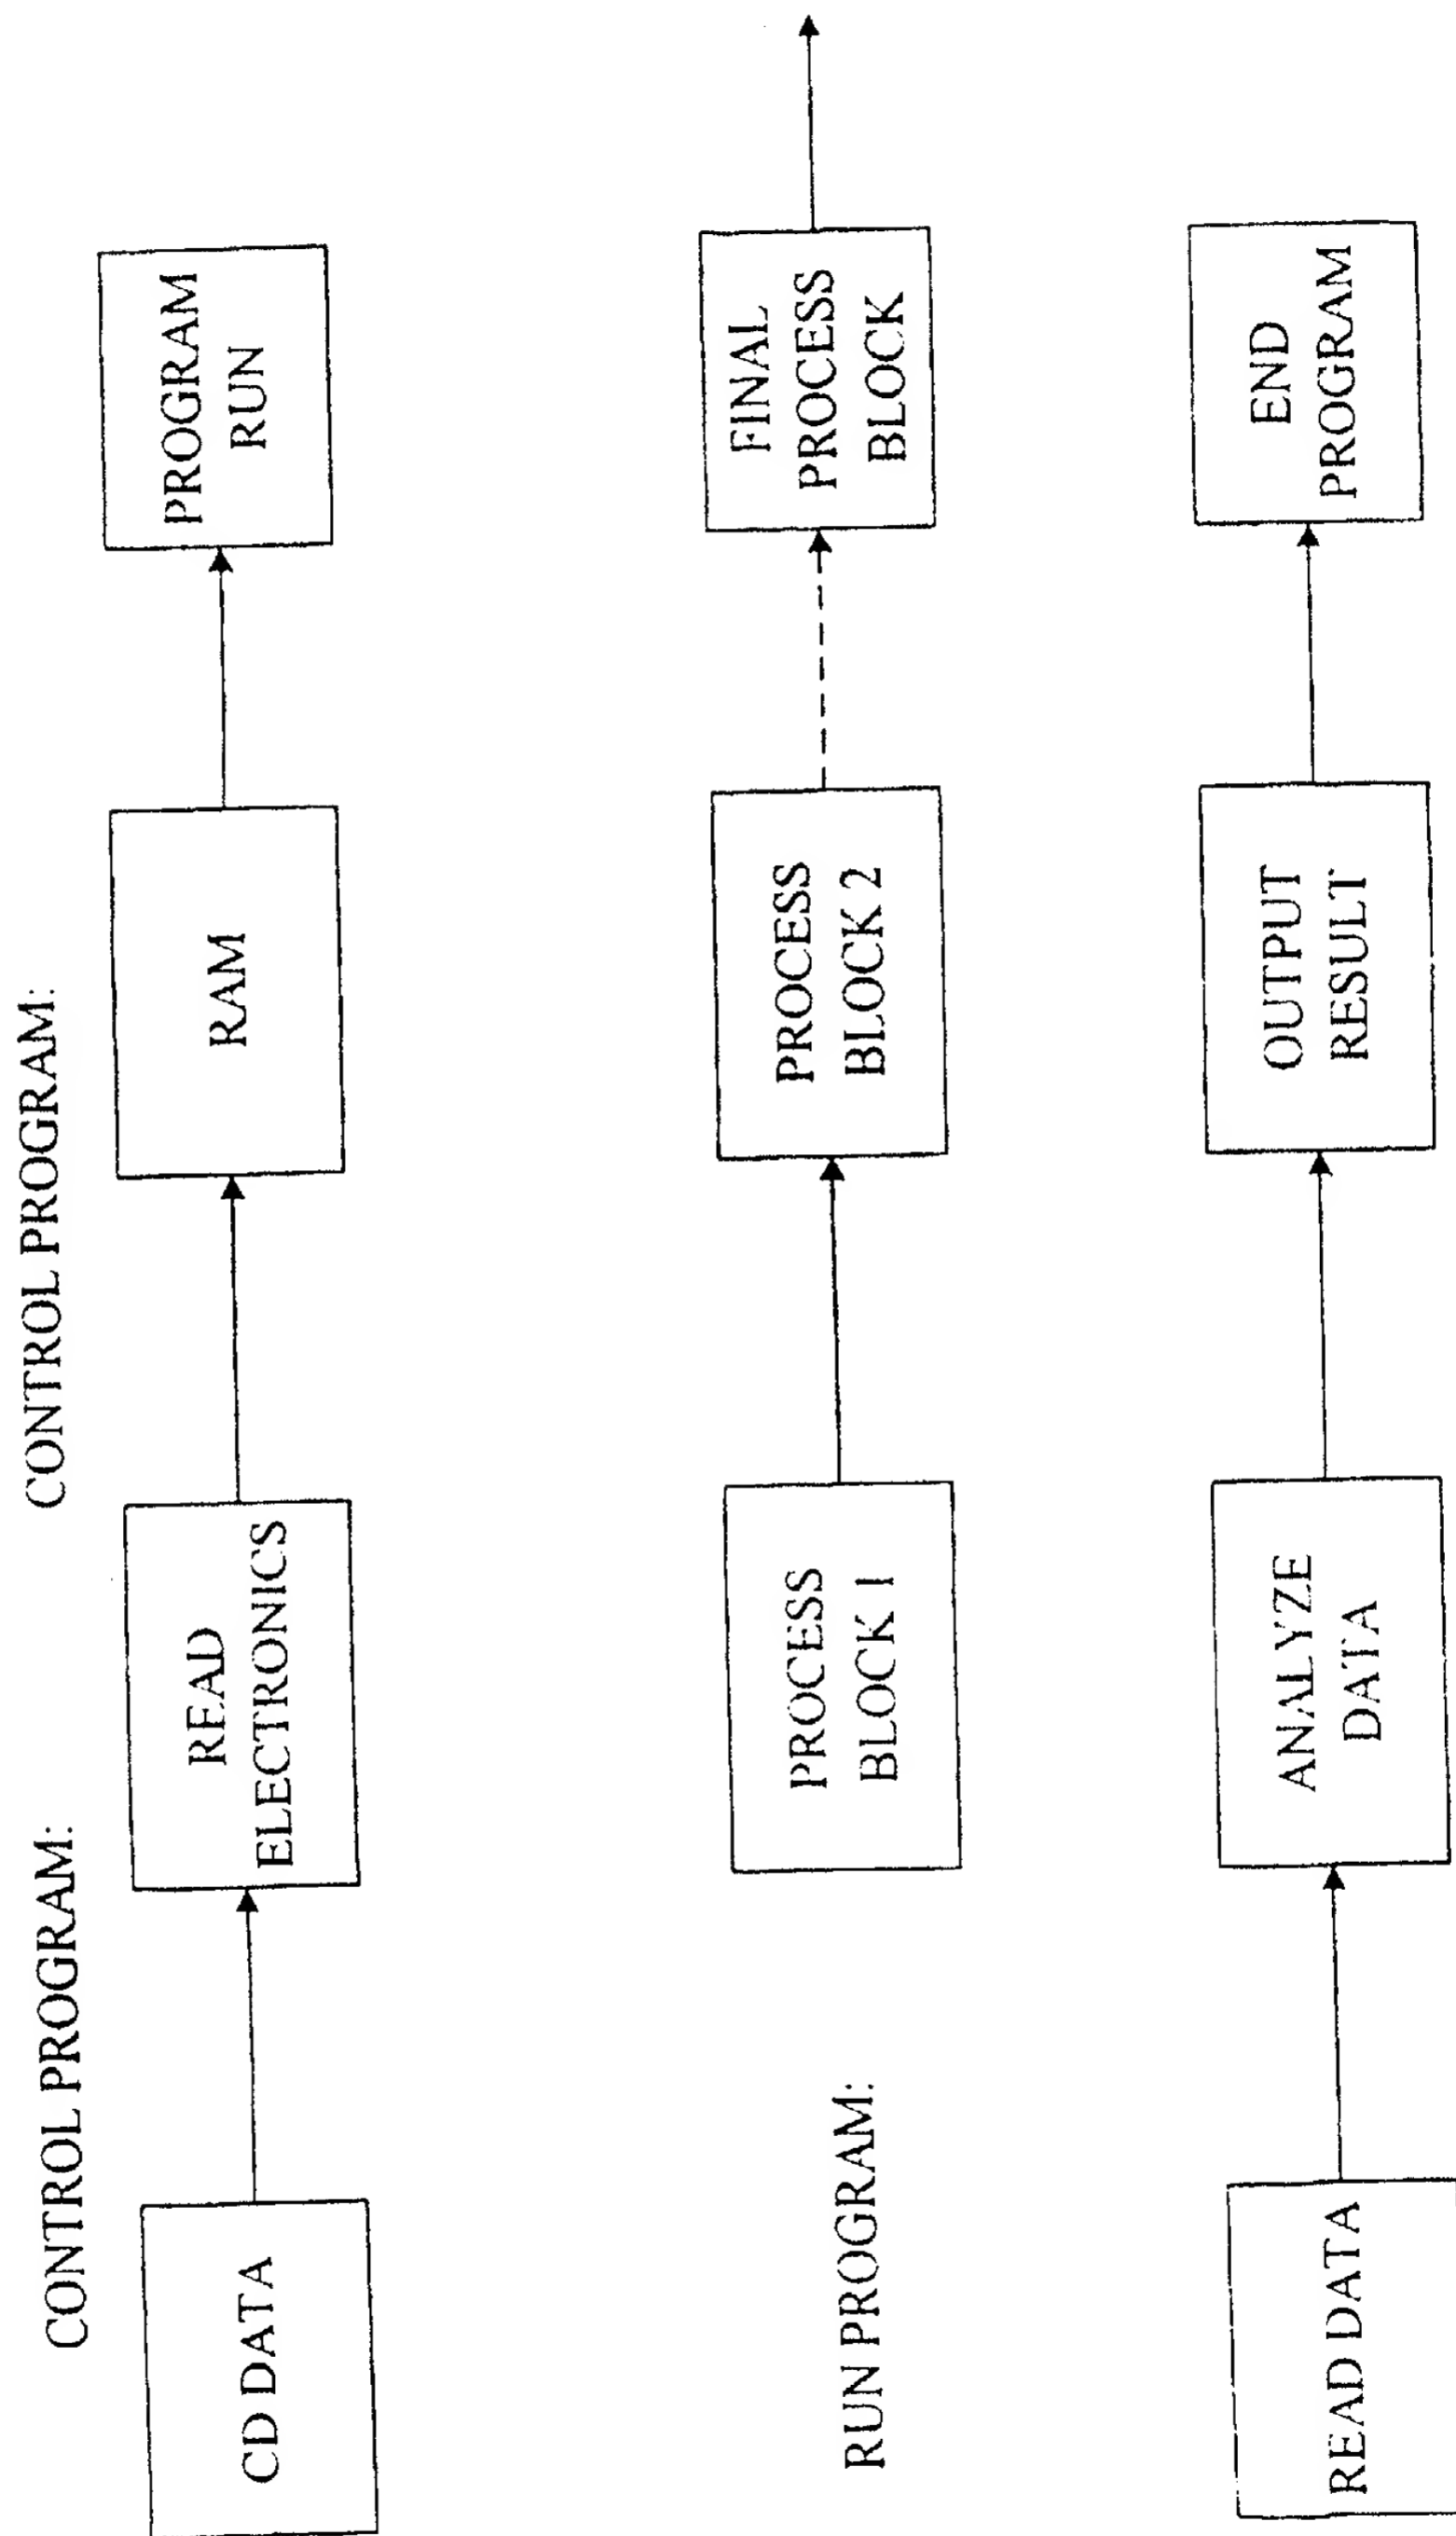 CONTROL PROGRAM:
CONTROL PROGRAM:
CD DATA
READ
ELECTRONICS
RAM
PROGRAM
RUN
RUN PROGRAM:
PROCESS
BLOCK 1
PROCESS
BLOCK 2
FINAL
PROCESS
BLOCK
READ DATA
ANALYZE
DATA
OUTPUT
RESULT
END
PROGRAM